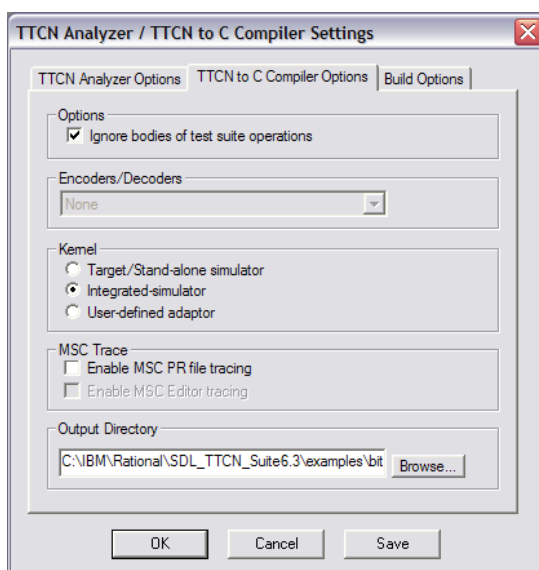 TTCN Analyzer / TTCN to C Compiler Settings
TTCN Analyzer Options TTCN to C Compiler Options Build Options
Options
Ignore bodies of test suite operations
Encoders/Decoders
None
Kernel
Target/Stand-alone simulator
Integrated-simulator
User-defined adaptor
MSC Trace
Enable MSC PR file tracing
Enable MSC Editor tracing
Output Directory
C:\IBM\Rational\SDL_TTCN_Suite6.3\examples\bit Browse...
OK Cancel Save